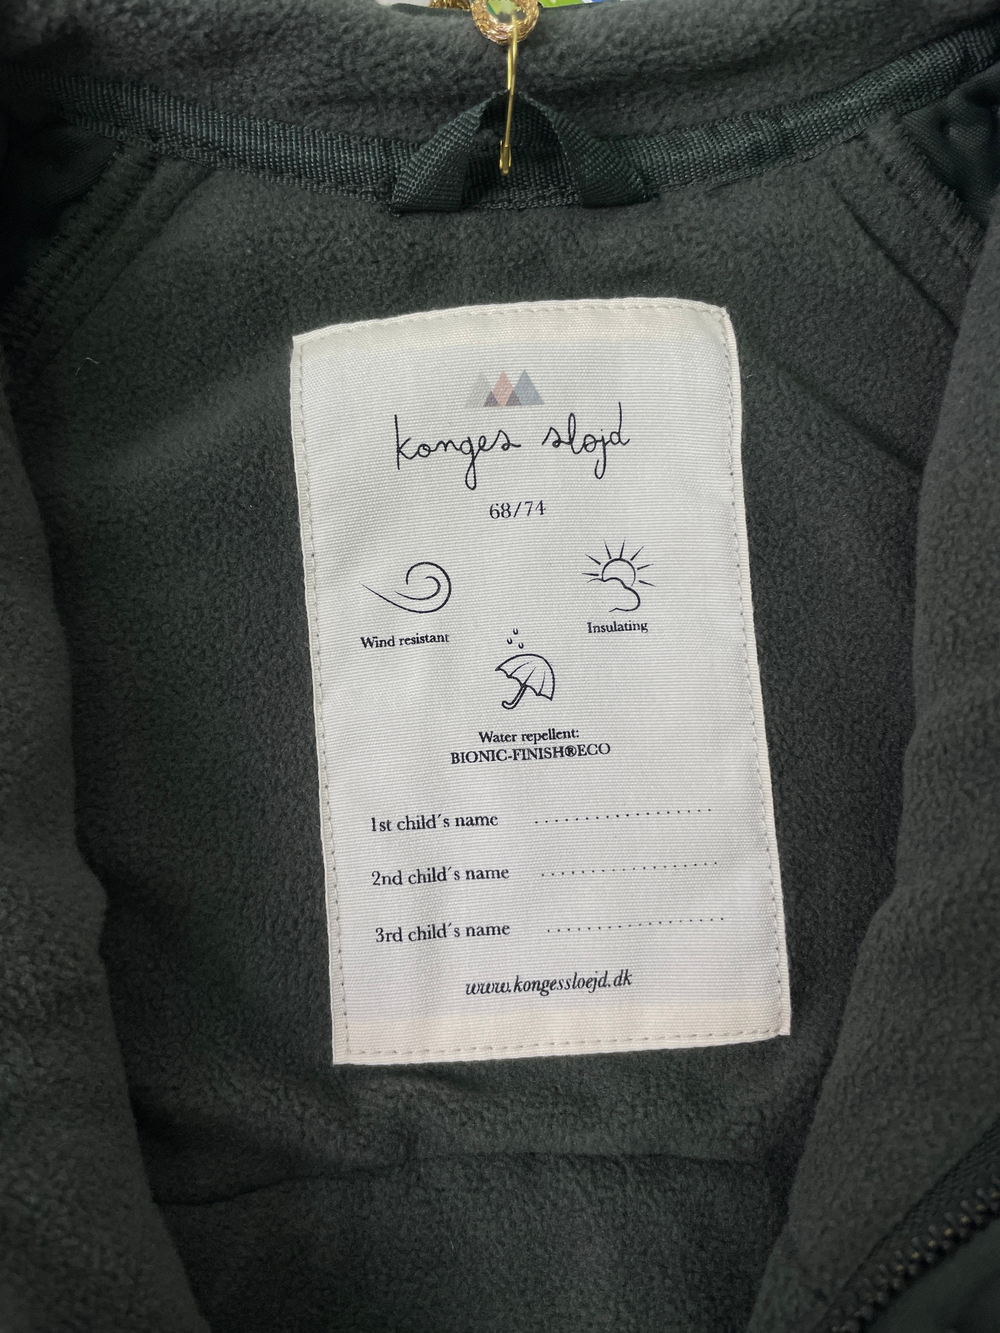 konges sløjd
68/74
Wind resistant
Insulating
Water repellent:
BIONIC-FINISH®ECO
1st child´s name ..................
2nd child´s name ..................
3rd child´s name ..................
www.kongessloejd.dk